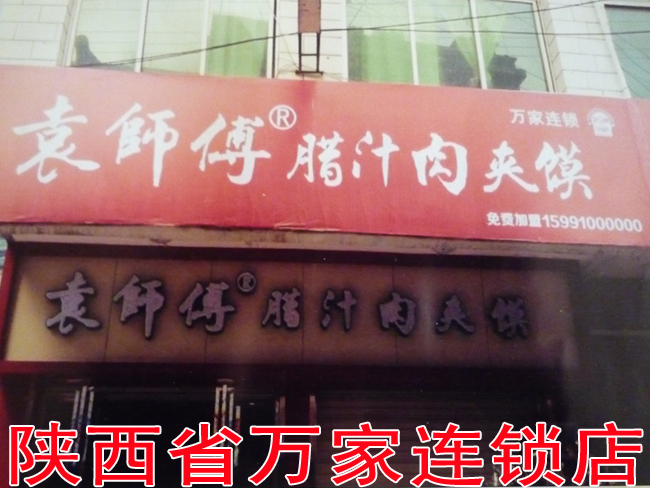 万家连锁
袁師傅® 腊汁肉夹馍
免费加盟15991000000
袁師傅® 腊汁肉夹馍
陕西省万家连锁店